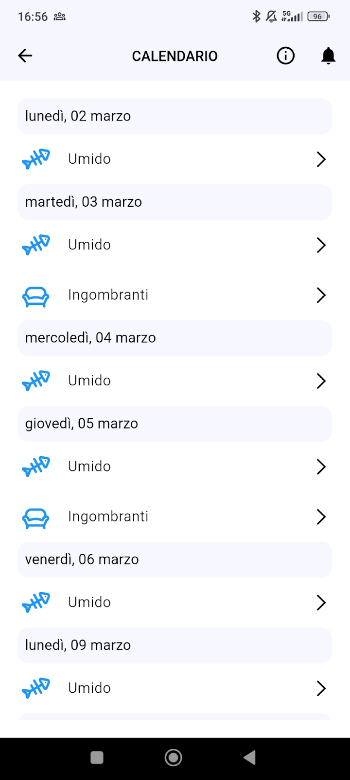 16:56
5G
96
CALENDARIO
lunedì, 02 marzo
Umido
martedì, 03 marzo
Umido
Ingombranti
mercoledì, 04 marzo
Umido
giovedì, 05 marzo
Umido
Ingombranti
venerdì, 06 marzo
Umido
lunedì, 09 marzo
Umido